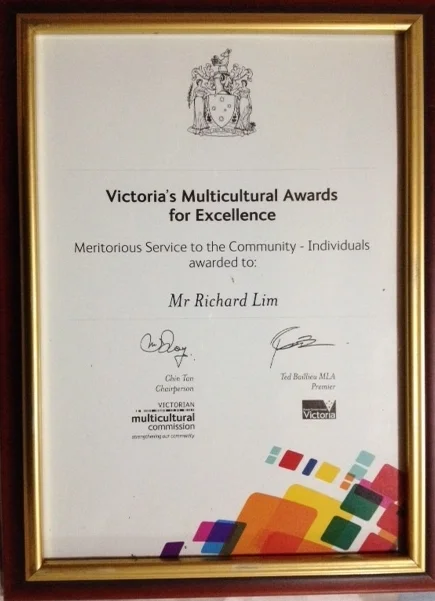 Victoria's Multicultural Awards
for Excellence
Meritorious Service to the Community - Individuals
awarded to:
Mr Richard Lim
Chin Tan
Chairperson
Ted Baillieu MLA
Premier
VICTORIAN
multicultural
commission
strengthening our community
Victoria